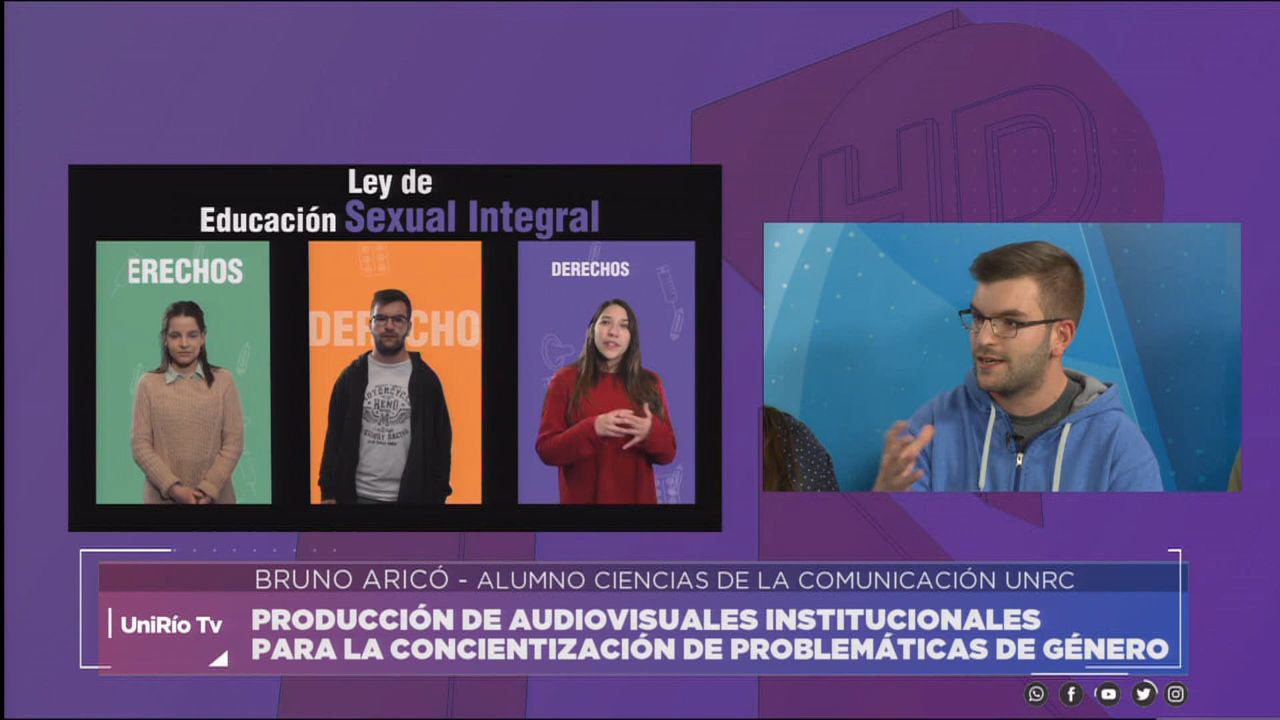 HD
Ley de
Educación Sexual Integral
ERECHOS
DERECHO
DERECHOS
BRUNO ARICÓ - ALUMNO CIENCIAS DE LA COMUNICACIÓN UNRC
UniRío Tv
PRODUCCIÓN DE AUDIOVISUALES INSTITUCIONALES
PARA LA CONCIENTIZACIÓN DE PROBLEMÁTICAS DE GÉNERO